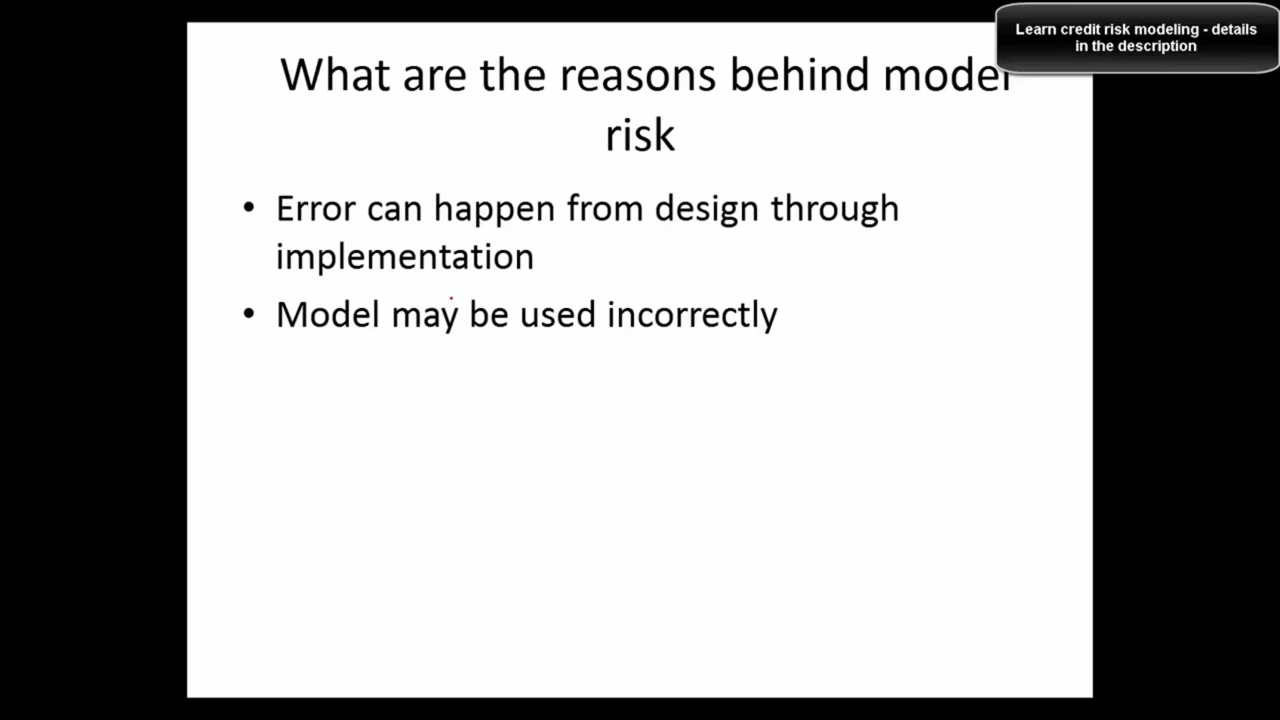 Learn credit risk modeling - details
in the description
What are the reasons behind model
risk
• Error can happen from design through
implementation
• Model may be used incorrectly